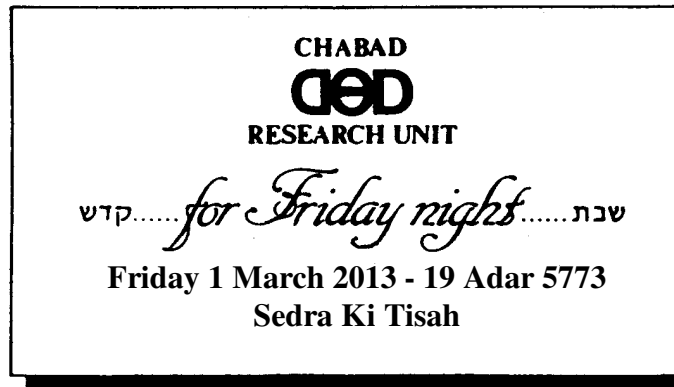 CHABAD
RESEARCH UNIT
קדש......for Friday night......שבת
Friday 1 March 2013 - 19 Adar 5773
Sedra Ki Tisah